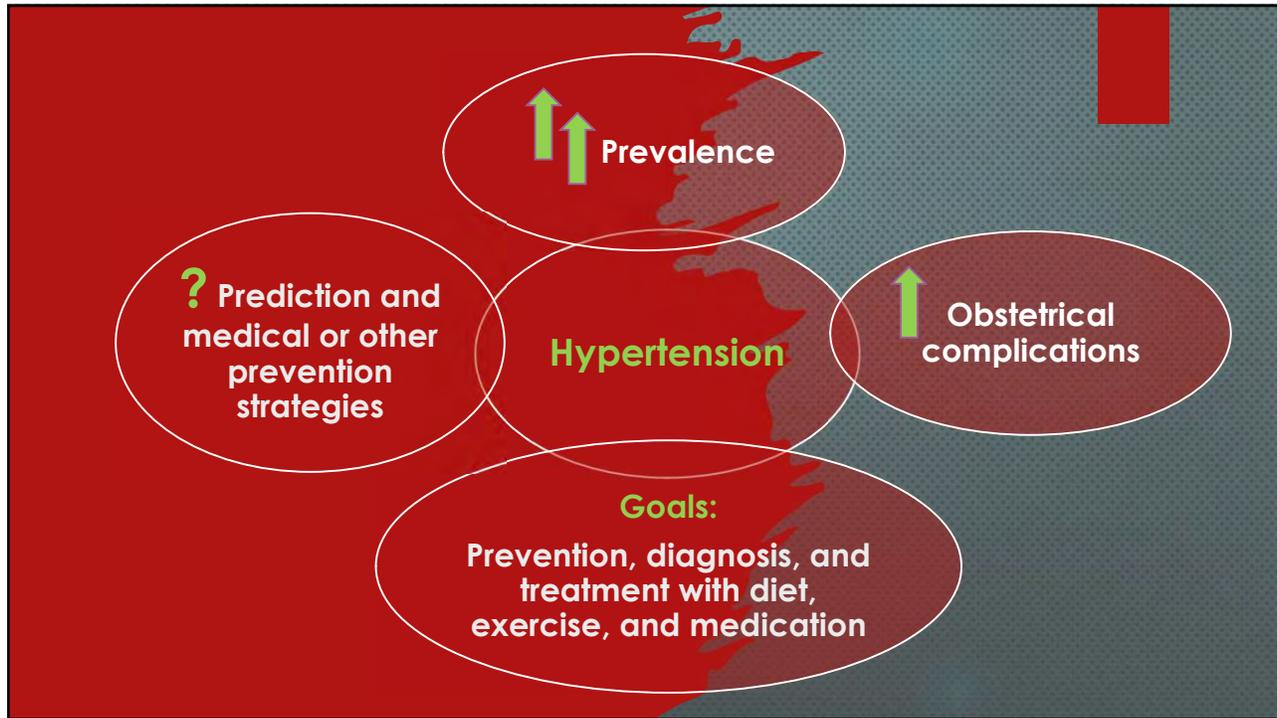 Prevalence
? Prediction and
medical or other
prevention
strategies
Hypertension
Obstetrical
complications
Goals:
Prevention, diagnosis, and
treatment with diet,
exercise, and medication